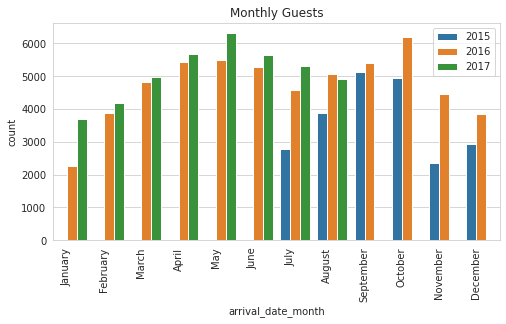 Monthly Guests
2015
2016
2017
count
6000
5000
4000
3000
2000
1000
0
January
February
March
April
May
June
July
August
September
October
November
December
arrival_date_month